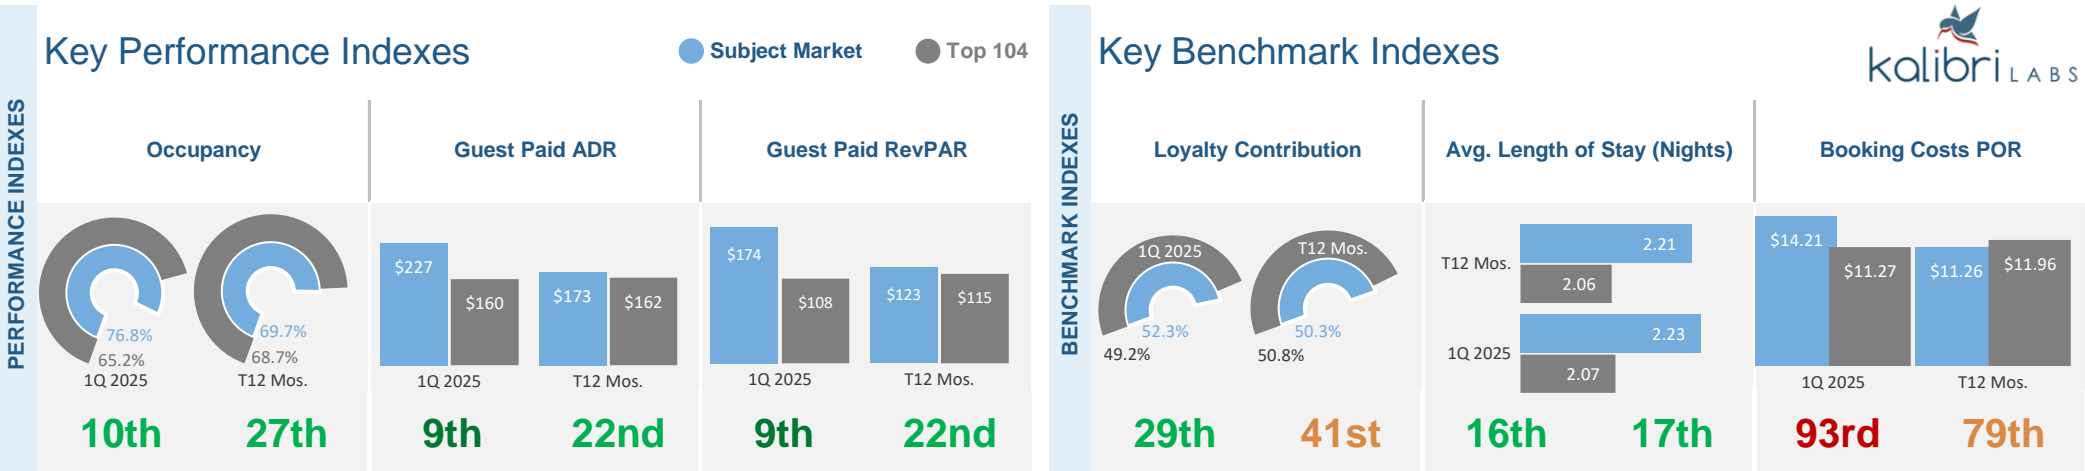 PERFORMANCE INDEXES
Key Performance Indexes
Subject Market
Top 104
Occupancy
Guest Paid ADR
Guest Paid RevPAR
76.8%
65.2%
1Q 2025
69.7%
68.7%
T12 Mos.
$227
$160
1Q 2025
$173
$162
T12 Mos.
$174
$108
1Q 2025
$123
$115
T12 Mos.
10th
27th
9th
22nd
9th
22nd
BENCHMARK INDEXES
Key Benchmark Indexes
kalibri LABS
Loyalty Contribution
Avg. Length of Stay (Nights)
Booking Costs POR
1Q 2025
52.3%
49.2%
T12 Mos.
50.3%
50.8%
T12 Mos.
2.21
2.06
1Q 2025
2.23
2.07
$14.21
$11.27
1Q 2025
$11.26
$11.96
T12 Mos.
29th
41st
16th
17th
93rd
79th